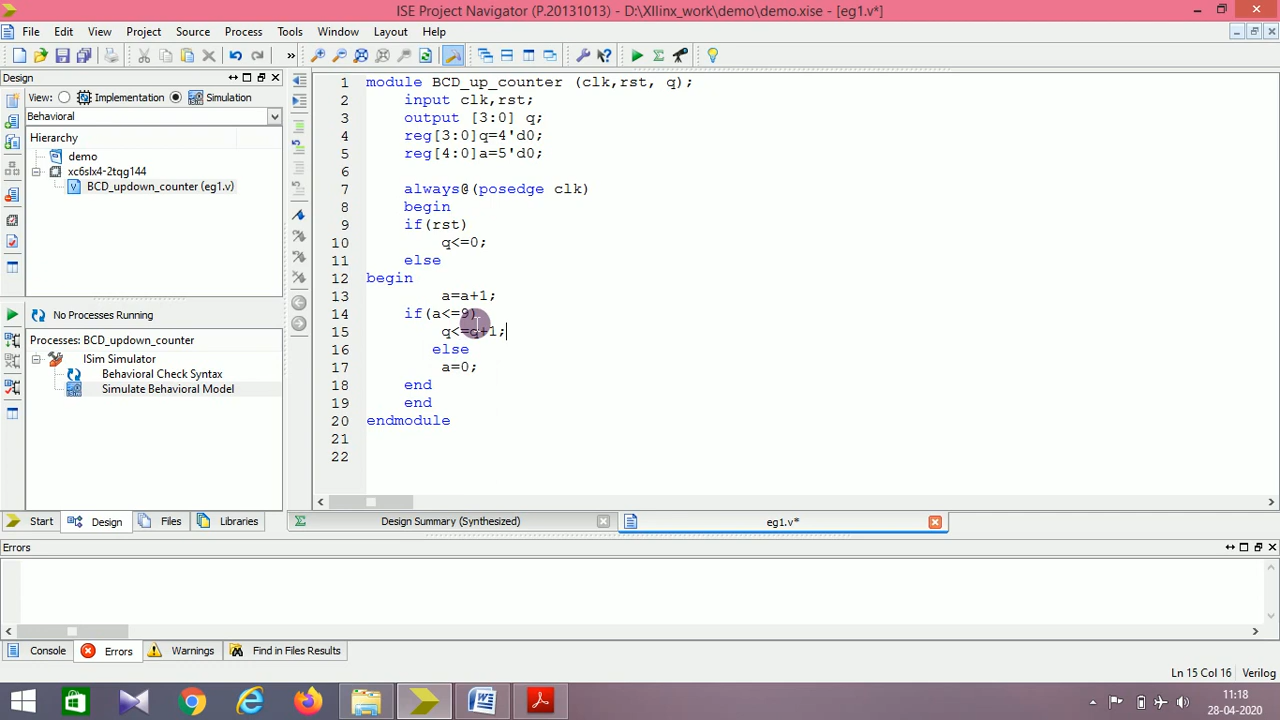 ISE Project Navigator (P.20131013) - D:\XIlinx_work\demo\demo.xise - [eg1.v*]
File Edit View Project Source Process Tools Window Layout Help
Design
View: Implementation Simulation
Behavioral
Hierarchy
demo
xc6slx4-2tqg144
BCD_updown_counter (eg1.v)
No Processes Running
Processes: BCD_updown_counter
ISim Simulator
Behavioral Check Syntax
Simulate Behavioral Model
Start Design Files Libraries
1 module BCD_up_counter (clk,rst, q);
2 input clk,rst;
3 output [3:0] q;
4 reg[3:0]q=4'd0;
5 reg[4:0]a=5'd0;
6
7 always@(posedge clk)
8 begin
9 if(rst)
10 q<=0;
11 else
12 begin
13 a=a+1;
14 if(a<=9)
15 q<=q+1;
16 else
17 a=0;
18 end
19 end
20 endmodule
21
22
Design Summary (Synthesized) eg1.v*
Errors
Console Errors Warnings Find in Files Results
Ln 15 Col 16 Verilog
11:18
28-04-2020